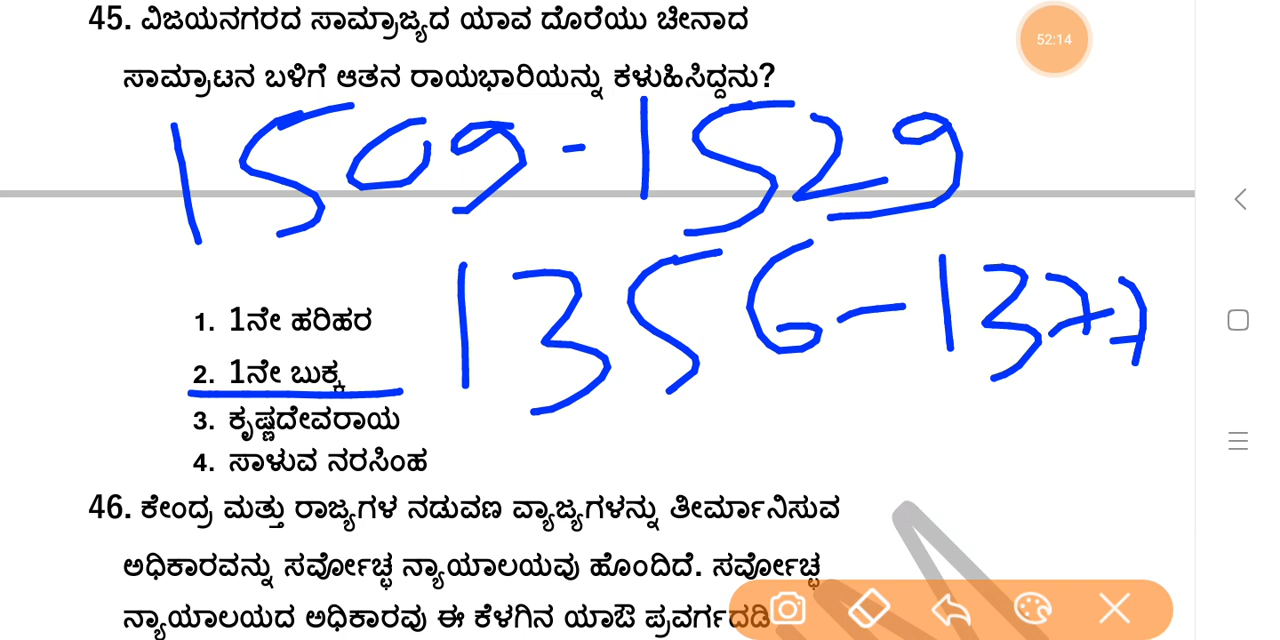 45. ವಿಜಯನಗರದ ಸಾಮ್ರಾಜ್ಯದ ಯಾವ ದೊರೆಯು ಚೀನಾದ
52:14
ಸಾಮ್ರಾಟನ ಬಳಿಗೆ ಆತನ ರಾಯಭಾರಿಯನ್ನು ಕಳುಹಿಸಿದ್ದನು?
1509-1529
1356-1377
1. 1ನೇ ಹರಿಹರ
2. 1ನೇ ಬುಕ್ಕ
3. ಕೃಷ್ಣದೇವರಾಯ
4. ಸಾಳುವ ನರಸಿಂಹ
46. ಕೇಂದ್ರ ಮತ್ತು ರಾಜ್ಯಗಳ ನಡುವಣ ವ್ಯಾಜ್ಯಗಳನ್ನು ತೀರ್ಮಾನಿಸುವ
ಅಧಿಕಾರವನ್ನು ಸರ್ವೋಚ್ಛ ನ್ಯಾಯಾಲಯವು ಹೊಂದಿದೆ. ಸರ್ವೋಚ್ಛ
ನ್ಯಾಯಾಲಯದ ಅಧಿಕಾರವು ಈ ಕೆಳಗಿನ ಯಾಔ ಪ್ರವರ್ಗದಡಿ